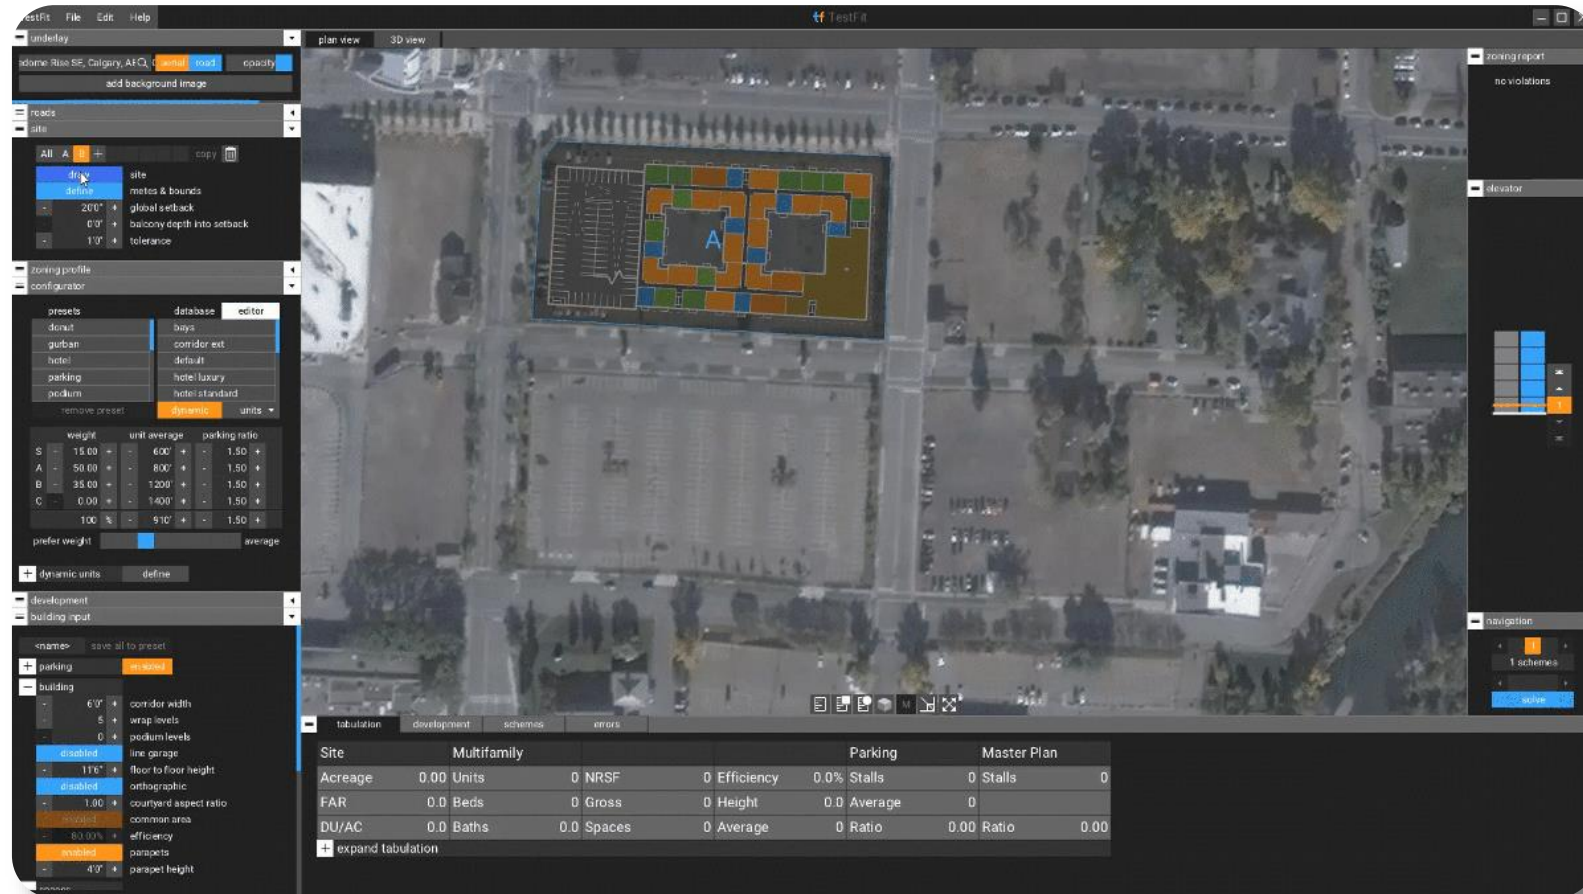 File Edit Help
TestFit
underlay
adome Rise SE, Calgary, road opacity
add background image
roads
site
All A B + copy
draw site
define metes & bounds
- 20'0" + global setback
0'0" + balcony depth into setback
- 1'0" + tolerance
zoning profile
configurator
presets database editor
donut bays
gurban corridor ext
hotel default
parking hotel luxury
podium hotel standard
remove preset dynamic units
weight unit average parking ratio
S - 15.00 + - 600' + - 1.50 +
A - 50.00 + - 800' + - 1.50 +
B - 35.00 + - 1200' + - 1.50 +
C - 0.00 + - 1400' + - 1.50 +
100 % - 910' + - 1.50 +
prefer weight average
+ dynamic units define
development
building input
<name> save all to preset
+ parking enabled
building
- 6'0" + corridor width
- 5 + wrap levels
- 0 + podium levels
disabled line garage
- 11'6" + floor to floor height
disabled orthographic
- 1.00 + courtyard aspect ratio
enabled common area
- 80.00% + efficiency
enabled parapets
- 4'0" + parapet height
plan view 3D view
A
M
tabulation development schemes errors
Site Multifamily Parking Master Plan
Acreage 0.00 Units 0 NRSF 0 Efficiency 0.0% Stalls 0 Stalls 0
FAR 0.0 Beds 0 Gross 0 Height 0.0 Average 0
DU/AC 0.0 Baths 0.0 Spaces 0 Average 0 Ratio 0.00 Ratio 0.00
+ expand tabulation
zoning report
no violations
elevator
1
navigation
1
1 schemes
solve